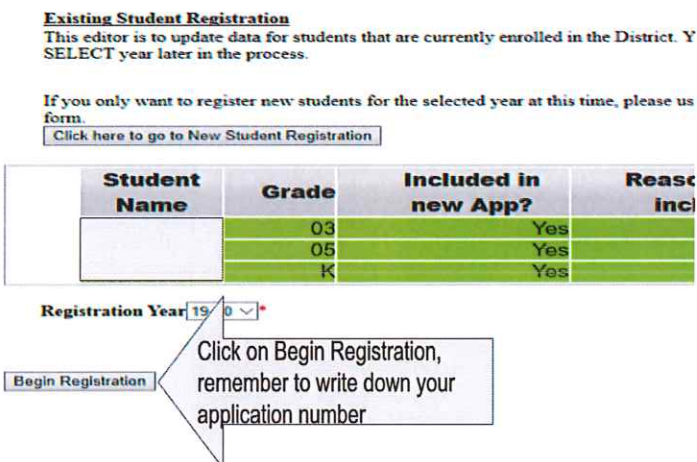 Existing Student Registration
This editor is to update data for students that are currently enrolled in the District. Y
SELECT year later in the process.
If you only want to register new students for the selected year at this time, please us
form.
Click here to go to New Student Registration
Student Name Grade Included in new App? Reaso incl
03 Yes
05 Yes
K Yes
Registration Year 19 0 *
Click on Begin Registration,
Begin Registration remember to write down your
application number